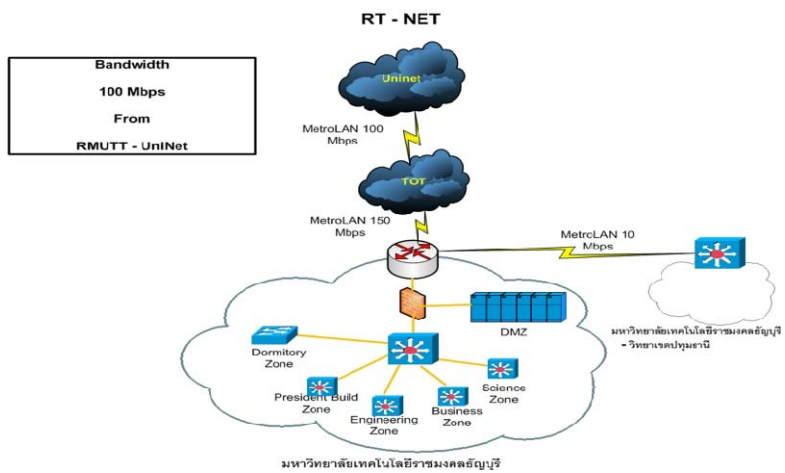 RT - NET
Bandwidth
100 Mbps
From
RMUTT - UniNet
Uninet
MetroLAN 100
Mbps
TOT
MetroLAN 150
Mbps
MetroLAN 10
Mbps
DMZ
มหาวิทยาลัยเทคโนโลยีราชมงคลธัญบุรี
- วิทยาเขตปทุมธานี
Dormitory
Zone
President Build
Zone
Engineering
Zone
Business
Zone
Science
Zone
มหาวิทยาลัยเทคโนโลยีราชมงคลธัญบุรี